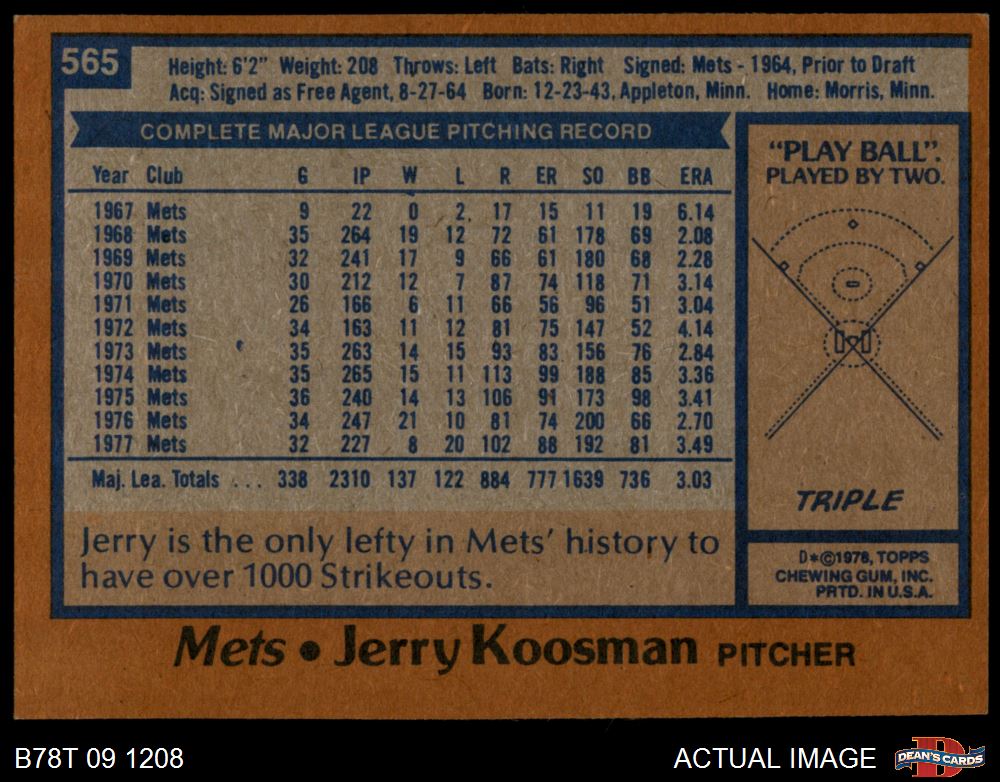 565
Height: 6'2" Weight: 208 Throws: Left Bats: Right Signed: Mets - 1964, Prior to Draft
Acq: Signed as Free Agent, 8-27-64 Born: 12-23-43, Appleton, Minn. Home: Morris, Minn.
COMPLETE MAJOR LEAGUE PITCHING RECORD
Year Club G IP W L R ER SO BB ERA
1967 Mets 9 22 0 2 17 15 11 19 6.14
1968 Mets 35 264 19 12 72 61 178 69 2.08
1969 Mets 32 241 17 9 66 61 180 68 2.28
1970 Mets 30 212 12 7 87 74 118 71 3.14
1971 Mets 26 166 6 11 66 56 96 51 3.04
1972 Mets 34 163 11 12 81 75 147 52 4.14
1973 Mets 35 263 14 15 93 83 156 76 2.84
1974 Mets 35 265 15 11 113 99 188 85 3.36
1975 Mets 36 240 14 13 106 91 173 98 3.41
1976 Mets 34 247 21 10 81 74 200 66 2.70
1977 Mets 32 227 8 20 102 88 192 81 3.49
Maj. Lea. Totals ... 338 2310 137 122 884 777 1639 736 3.03
Jerry is the only lefty in Mets' history to
have over 1000 Strikeouts.
"PLAY BALL".
PLAYED BY TWO.
TRIPLE
D*©1978, TOPPS
CHEWING GUM, INC.
PRTD. IN U.S.A.
Mets • Jerry Koosman PITCHER
B78T 09 1208
ACTUAL IMAGE
DEAN'S CARDS